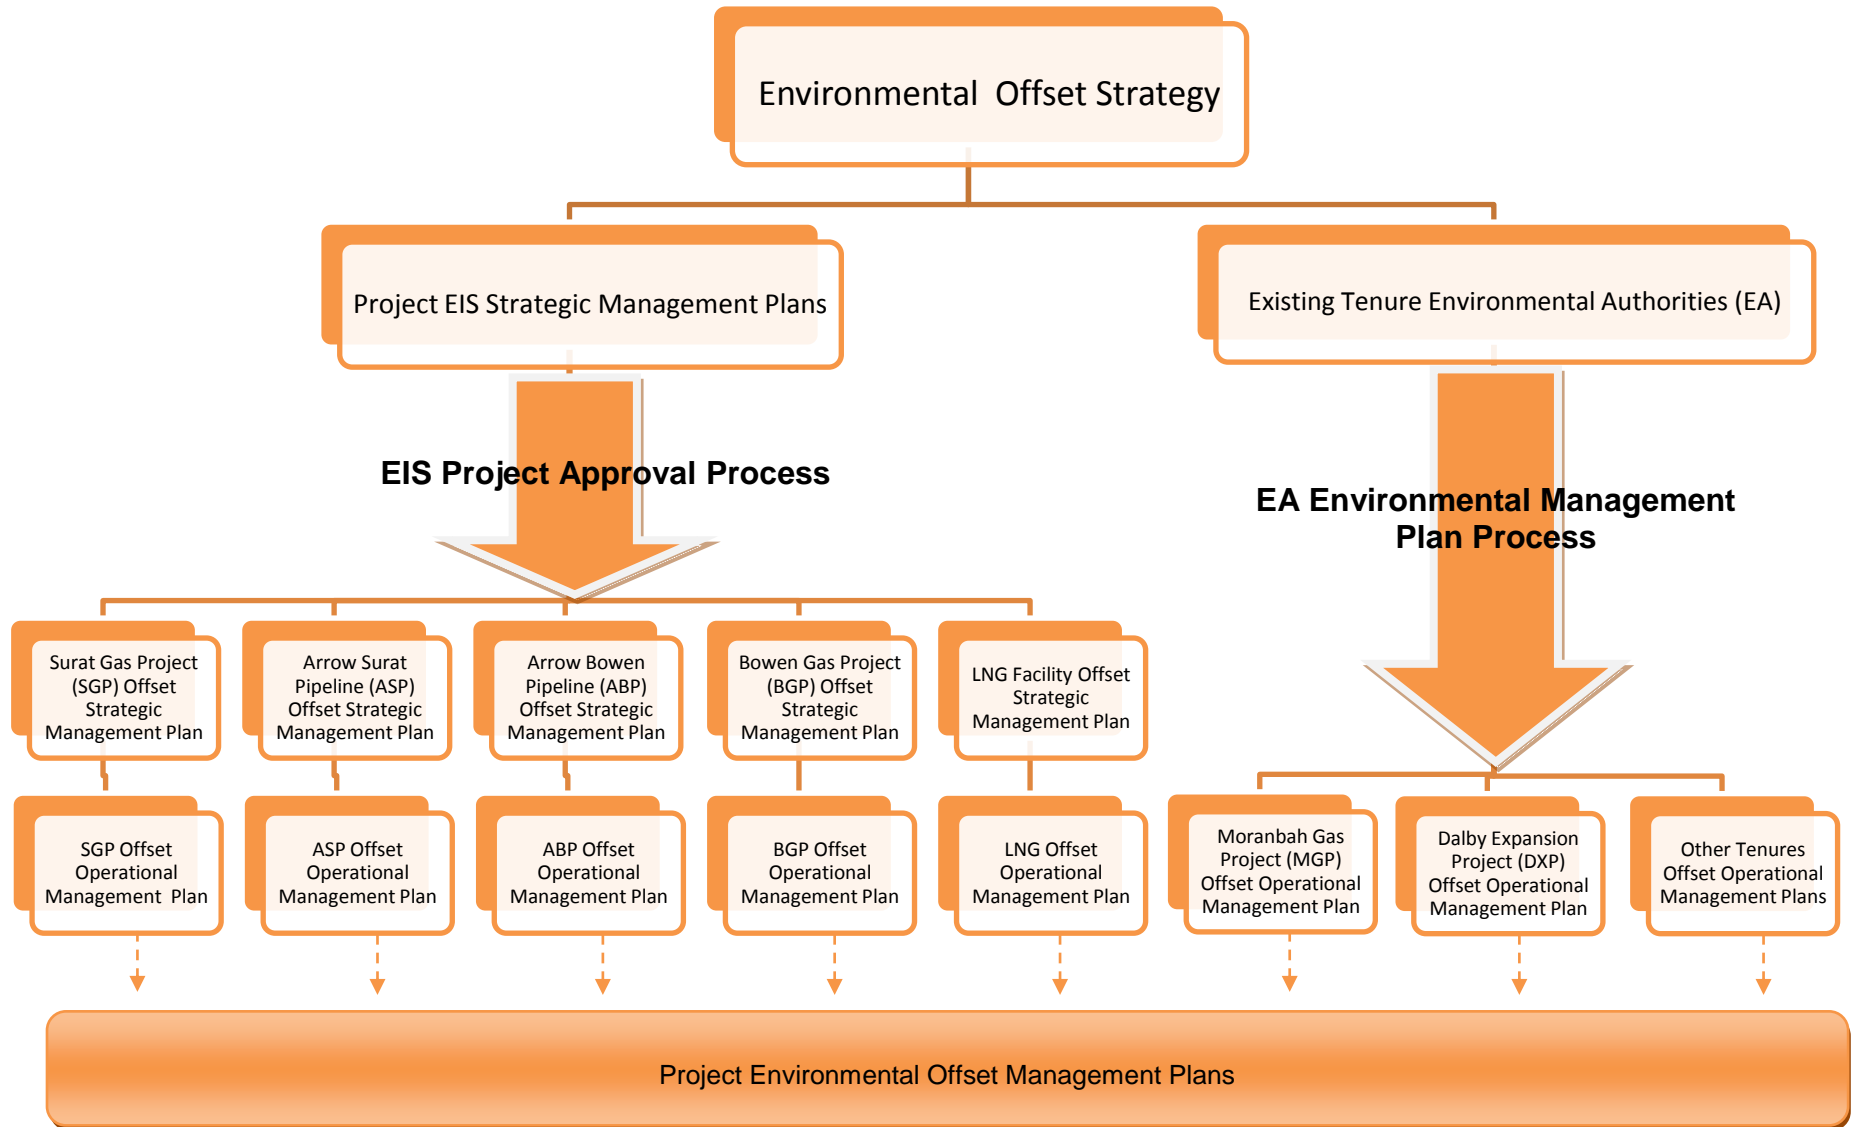 Environmental  Offset Strategy
Project EIS Strategic Management Plans
Existing Tenure Environmental Authorities (EA)
EIS Project Approval Process
EA Environmental Management
Plan Process
Surat Gas Project
(SGP) Offset
Strategic
Management Plan
Arrow Surat
Pipeline (ASP)
Offset Strategic
Management Plan
Arrow Bowen
Pipeline (ABP)
Offset Strategic
Management Plan
Bowen Gas Project
(BGP) Offset
Strategic
Management Plan
LNG Facility Offset
Strategic
Management Plan
SGP Offset
Operational
Management  Plan
ASP Offset
Operational
Management Plan
ABP Offset
Operational
Management Plan
BGP Offset
Operational
Management Plan
LNG Offset
Operational
Management Plan
Moranbah Gas
Project (MGP)
Offset Operational
Management Plan
Dalby Expansion
Project (DXP)
Offset Operational
Management Plan
Other Tenures
Offset Operational
Management Plans
Project Environmental Offset Management Plans